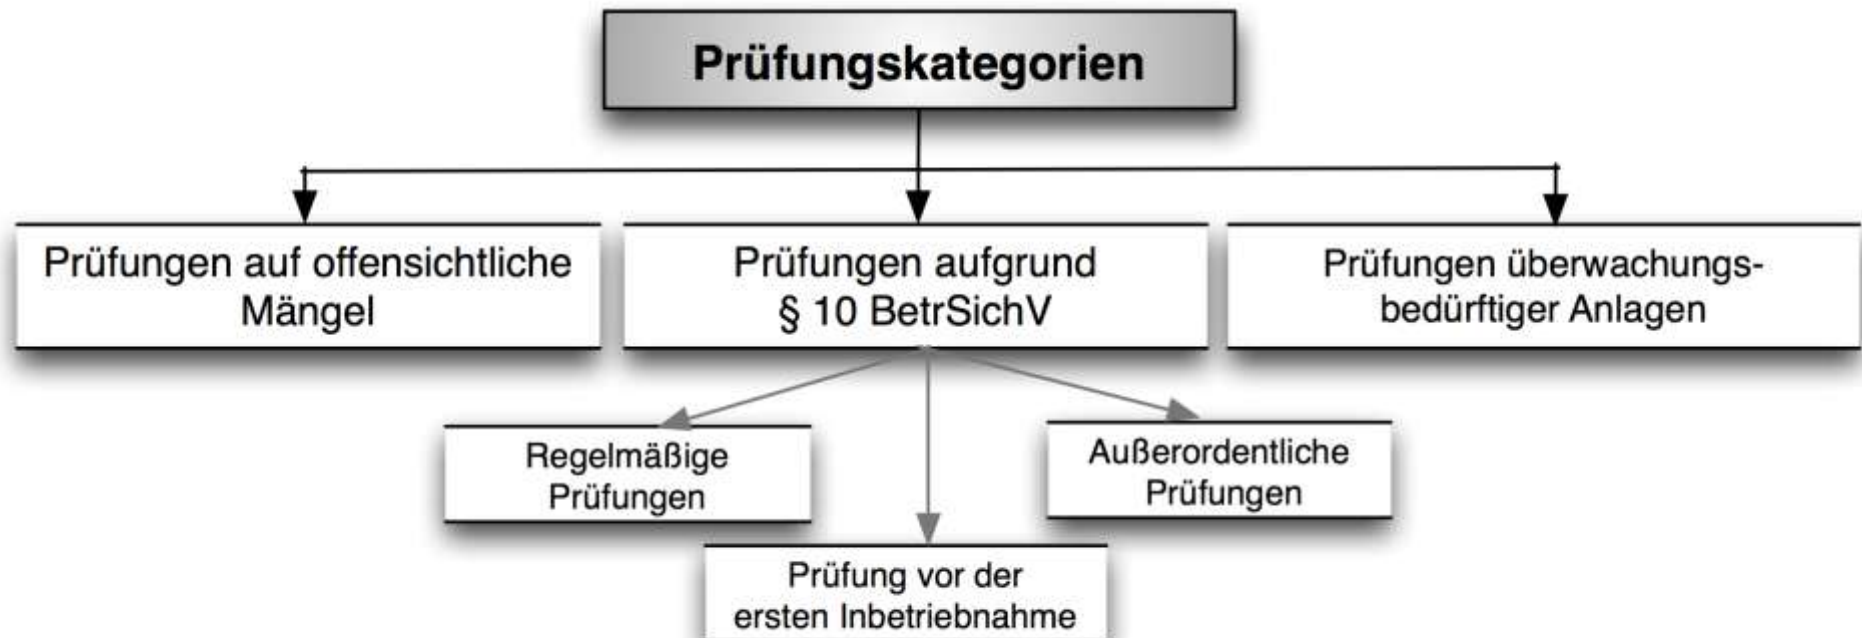 Prüfungskategorien
Prüfungen auf offensichtliche
Mängel
Prüfungen aufgrund
§ 10 BetrSichV
Prüfungen überwachungs-
bedürftiger Anlagen
Regelmäßige
Prüfungen
Außerordentliche
Prüfungen
Prüfung vor der
ersten Inbetriebnahme